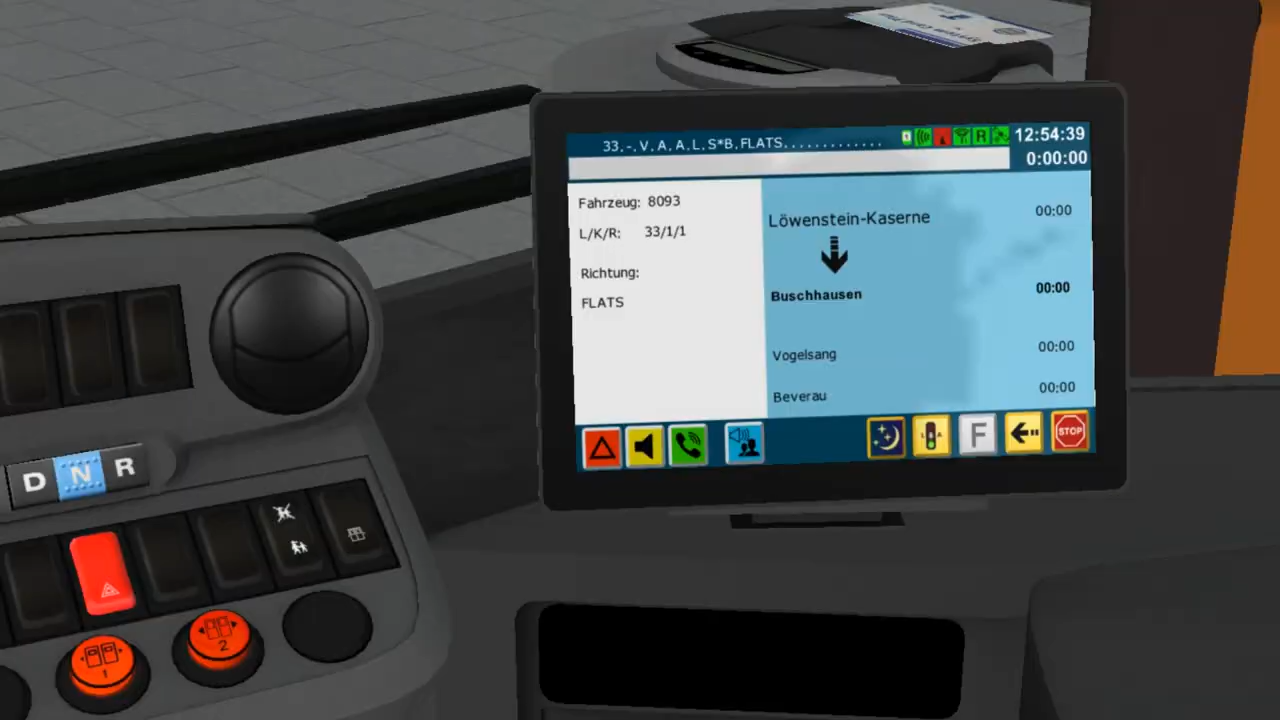 33.-.V.A.A.L.S*B.FLATS.............
R
12:54:39
0:00:00
Fahrzeug: 8093
L/K/R: 33/1/1
Richtung:
FLATS
Löwenstein-Kaserne 00:00
Buschhausen 00:00
Vogelsang 00:00
Beverau 00:00
F
STOP
D N R
1
2